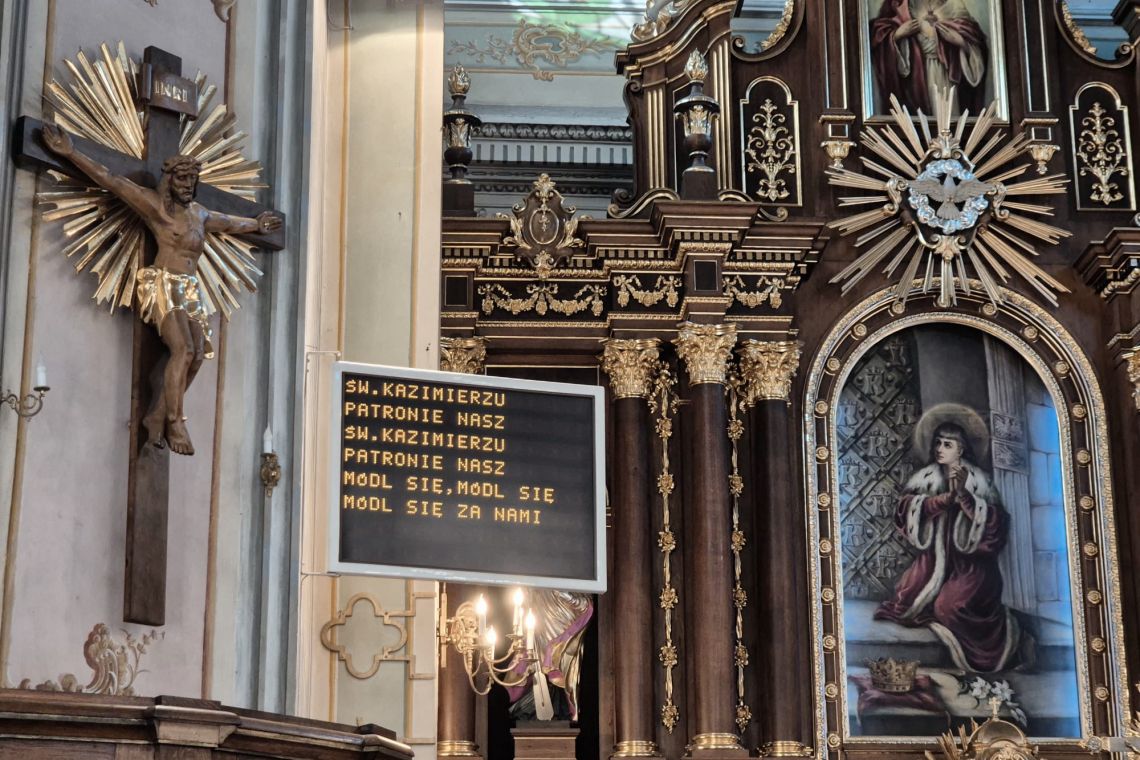 INRI
ŚW.KAZIMIERZU
PATRONIE NASZ
ŚW.KAZIMIERZU
PATRONIE NASZ
MÓDL SIĘ,MÓDL SIĘ
MÓDL SIĘ ZA NAMI